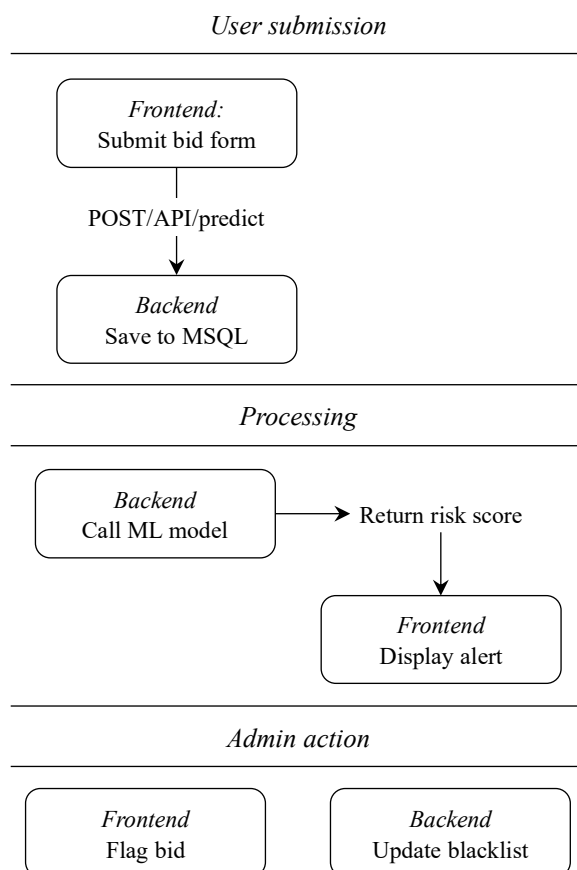 User submission
Frontend:
Submit bid form
POST/API/predict
Backend
Save to MSQL
Processing
Backend
Call ML model
Return risk score
Frontend
Display alert
Admin action
Frontend
Flag bid
Backend
Update blacklist